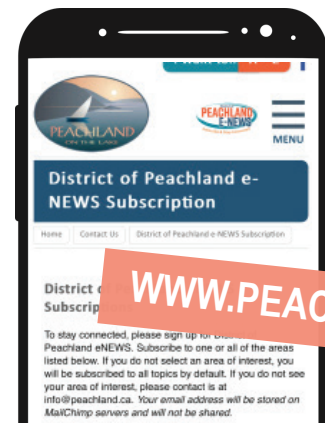 PEACHLAND
ON THE LAKE
PEACHLAND
E-NEWS
MENU
District of Peachland e-
NEWS Subscription
Home Contact Us District of Peachland e-NEWS Subscription
District
WWW.PEAC
Subscrip
To stay connected, please sign up for District
Peachland eNEWS. Subscribe to one or all of the areas
listed below. If you do not select an area of interest, you
will be subscribed to all topics by default. If you do not see
your area of interest, please contact is at
info@peachland.ca. Your email address will be stored on
MailChimp servers and will not be shared.